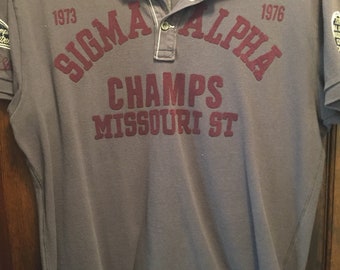 1973 1976
SIGMA ALPHA
CHAMPS
MISSOURI ST